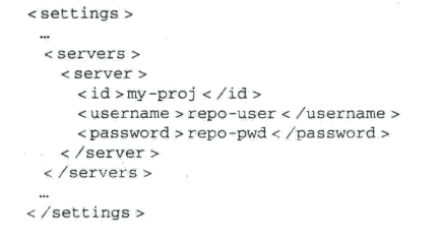 <settings>
…
<servers>
<server>
<id>my-proj</id>
<username>repo-user</username>
<password>repo-pwd</password>
</server>
</servers>
…
</settings>